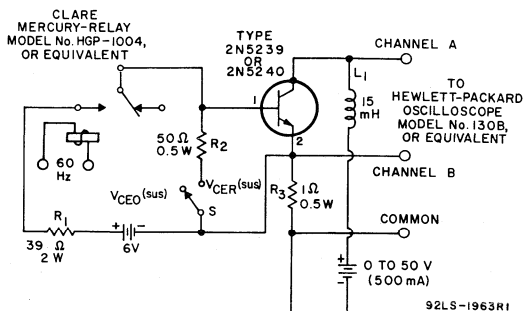 CLARE
MERCURY-RELAY
MODEL No. HGP-1004,
OR EQUIVALENT
TYPE
2N5239
OR
2N5240
CHANNEL A
L1
15
mH
TO
HEWLETT-PACKARD
OSCILLOSCOPE
MODEL No. 130B,
OR EQUIVALENT
1
2
60
Hz
50 Ω
0.5 W
R2
CHANNEL B
VCEO(sus)
VCER(sus)
S
R3
1 Ω
0.5 W
R1
39 Ω
2 W
+ -
6V
COMMON
+
-
0 TO 50 V
(500 mA)
92LS-1963R1